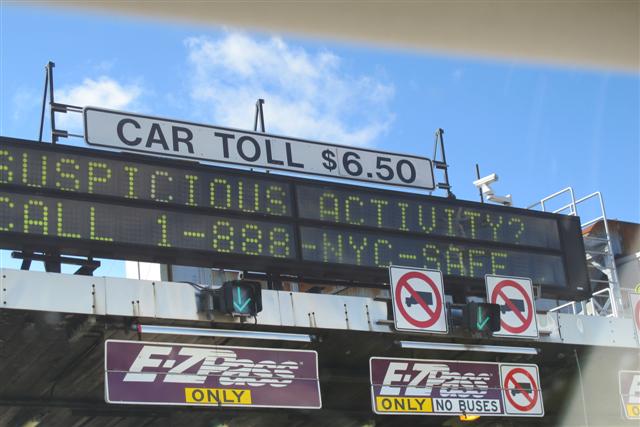 CAR TOLL $6.50
SUSPICIOUS ACTIVITY?
CALL 1-888-NYC-SAFE
E-ZPass
ONLY
E-ZPass
ONLY NO BUSES